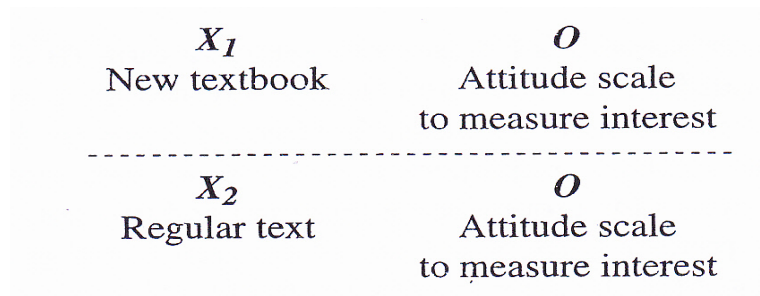 X1 O
New textbook Attitude scale
to measure interest
X2 O
Regular text Attitude scale
to measure interest